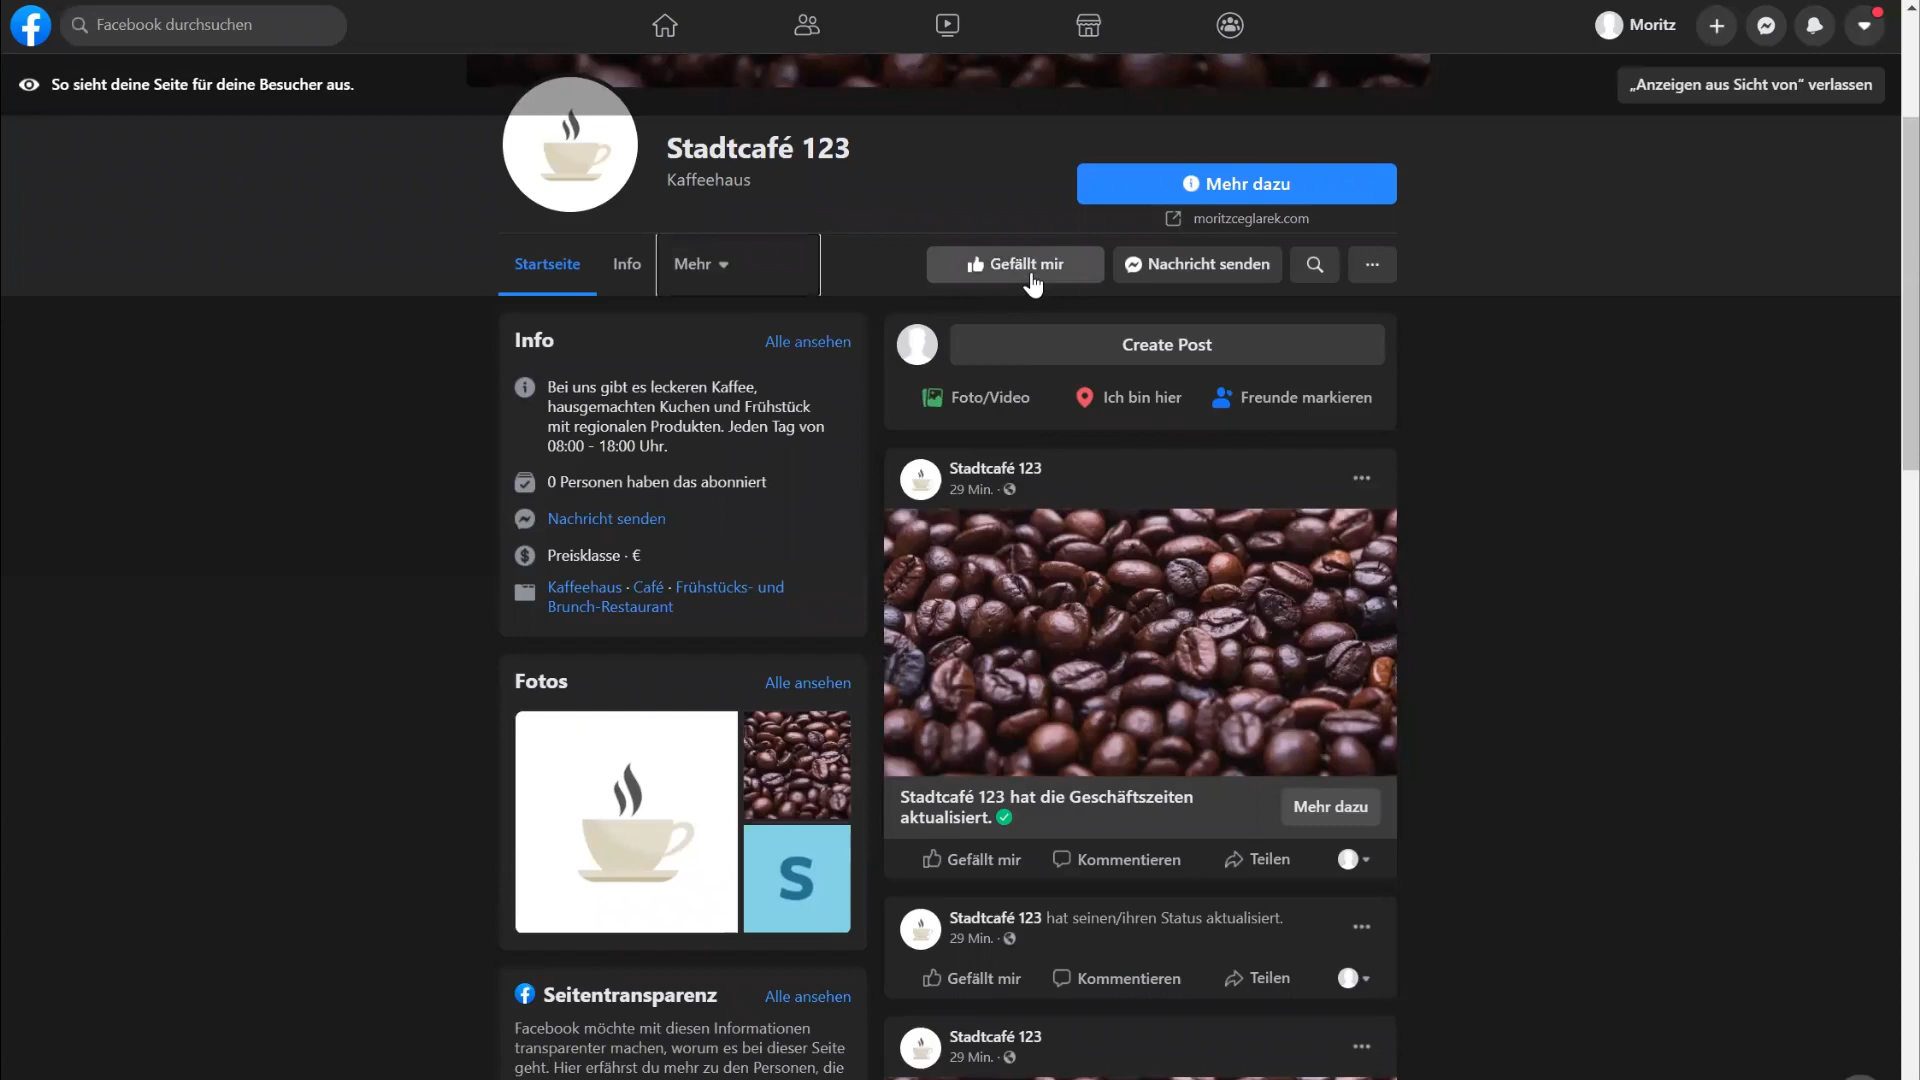 Facebook durchsuchen
Moritz
So sieht deine Seite für deine Besucher aus.
„Anzeigen aus Sicht von“ verlassen
Stadtcafé 123
Kaffeehaus
Mehr dazu
moritzceglarek.com
Startseite
Info
Mehr
Gefällt mir
Nachricht senden
Info
Alle ansehen
Bei uns gibt es leckeren Kaffee,
hausgemachten Kuchen und Frühstück
mit regionalen Produkten. Jeden Tag von
08:00 - 18:00 Uhr.
0 Personen haben das abonniert
Nachricht senden
Preisklasse · €
Kaffeehaus · Café · Frühstücks- und
Brunch-Restaurant
Fotos
Alle ansehen
S
Seitentransparenz
Alle ansehen
Facebook möchte mit diesen Informationen
transparenter machen, worum es bei dieser Seite
geht. Hier erfährst du mehr zu den Personen, die
Create Post
Foto/Video
Ich bin hier
Freunde markieren
Stadtcafé 123
29 Min. ·
Stadtcafé 123 hat die Geschäftszeiten
aktualisiert.
Mehr dazu
Gefällt mir
Kommentieren
Teilen
Stadtcafé 123 hat seinen/ihren Status aktualisiert.
29 Min. ·
Gefällt mir
Kommentieren
Teilen
Stadtcafé 123
29 Min. ·